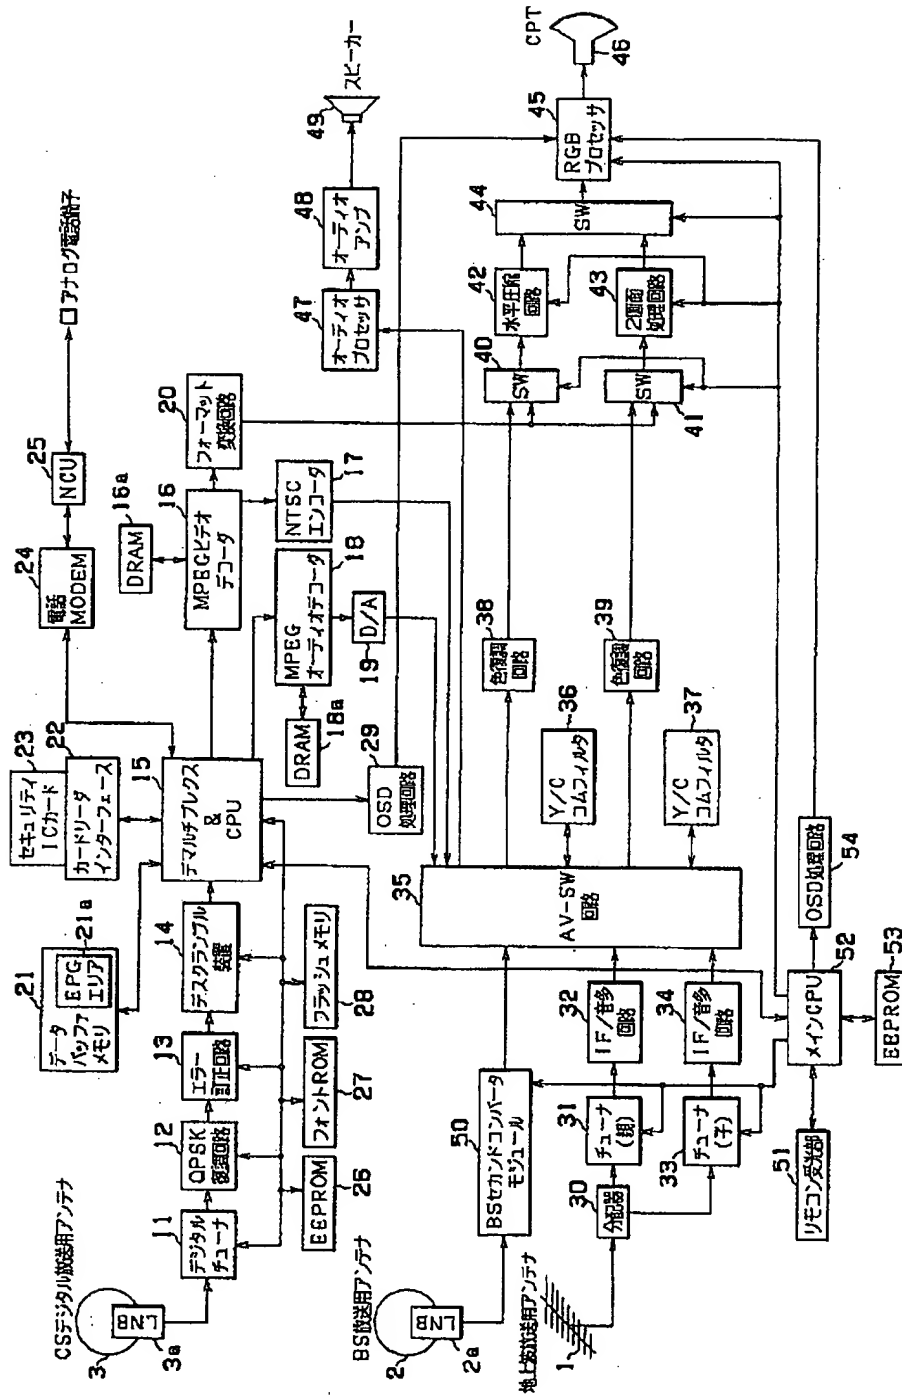 CSデジタル放送用アンテナ
3
LNB
3a
11
デジタル
チューナ
12
QPSK
復調回路
13
エラー
訂正回路
14
デスクランブル
装置
21
データ
バッファ
メモリ
EPG
エリア
21a
セキュリティ
ICカード
23
カードリーダ
インターフェース
22
15
デマルチプレクス
&
CPU
24
電話
MODEM
25
NCU
アナログ電話端子
16a
DRAM
16
MPEGビデオ
デコーダ
20
フォーマット
変換回路
NTSC
エンコーダ
17
MPEG
オーディオデコーダ
18
DRAM
18a
D/A
19
29
OSD
処理回路
EEPROM
26
フォントROM
27
フラッシュメモリ
28
47
オーディオ
プロセッサ
48
オーディオ
アンプ
49
スピーカー
BS放送用アンテナ
2
LNB
2a
50
BSセカンドコンバータ
モジュール
地上波放送用アンテナ
1
30
分配器
31
チューナ
(親)
32
IF/音多
回路
33
チューナ
(子)
34
IF/音多
回路
35
AV-SW
回路
Y/C
コムフィルタ
36
Y/C
コムフィルタ
37
38
色復調
回路
39
色復調
回路
40
SW
41
SW
42
水平圧縮
回路
43
2画面
処理回路
44
SW
45
RGB
プロセッサ
CPT
46
51
リモコン受光部
52
メインCPU
EEPROM
53
OSD処理回路
54